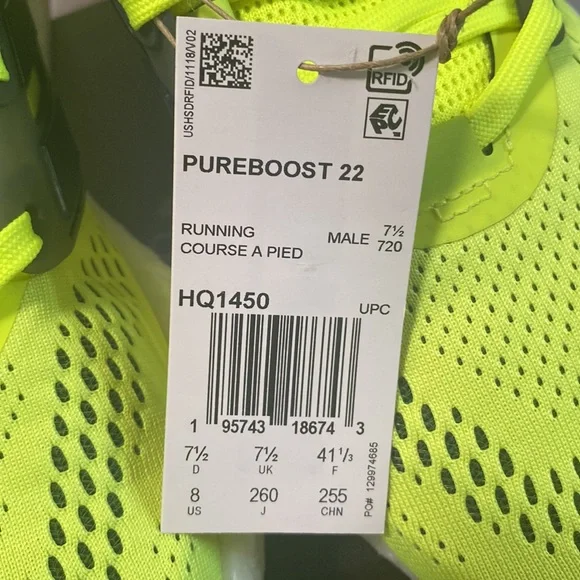 USHSDRFID/1118/V02
RFID
EPC
PUREBOOST 22
RUNNING
COURSE A PIED
MALE 7½
720
HQ1450
UPC
1 95743 18674 3
7½ 7½ 41⅓
D UK F
8 260 255
US J CHN
PO# 129974685